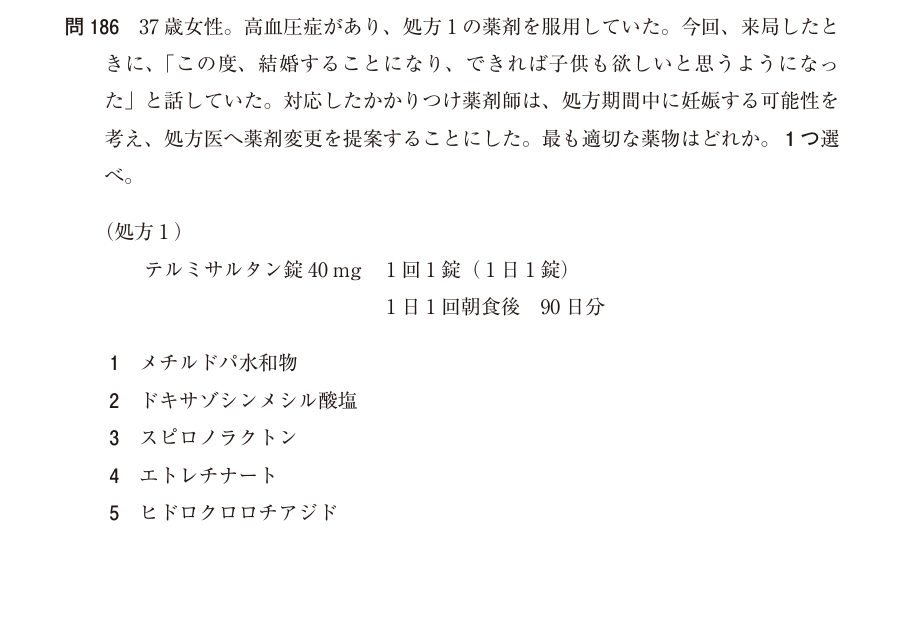 問 186　37 歳女性。高血圧症があり、処方１の薬剤を服用していた。今回、来局したと
きに、「この度、結婚することになり、できれば子供も欲しいと思うようになっ
た」と話していた。対応したかかりつけ薬剤師は、処方期間中に妊娠する可能性を
考え、処方医へ薬剤変更を提案することにした。最も適切な薬物はどれか。１つ選
べ。
（処方１）
テルミサルタン錠 40 mg　１回１錠（１日１錠）
１日１回朝食後　90 日分
1　メチルドパ水和物
2　ドキサゾシンメシル酸塩
3　スピロノラクトン
4　エトレチナート
5　ヒドロクロロチアジド